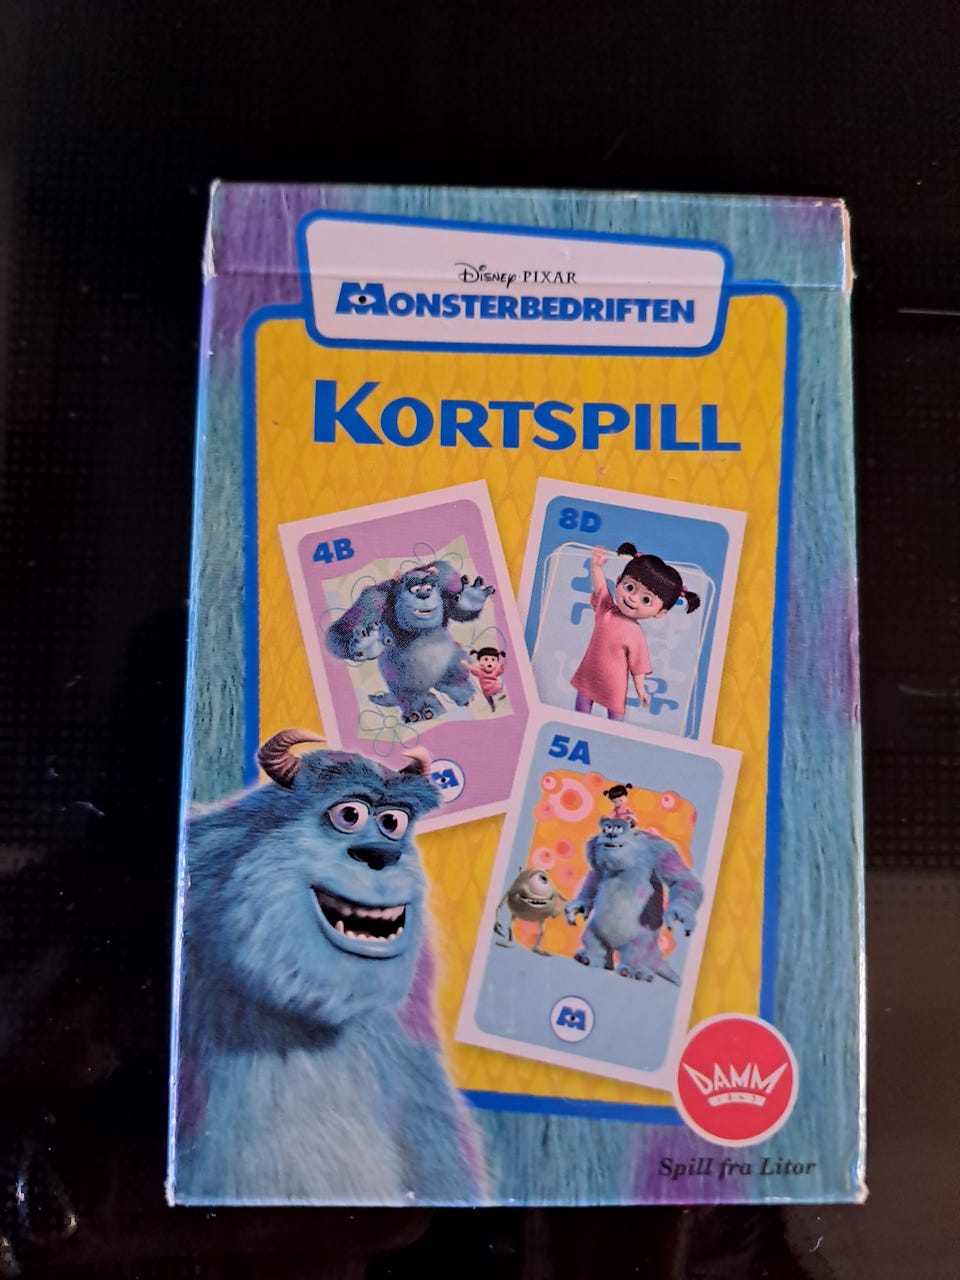 Disney·PIXAR
MONSTERBEDRIFTEN
KORTSPILL
4B
8D
5A
DAMM
Spill fra Litor